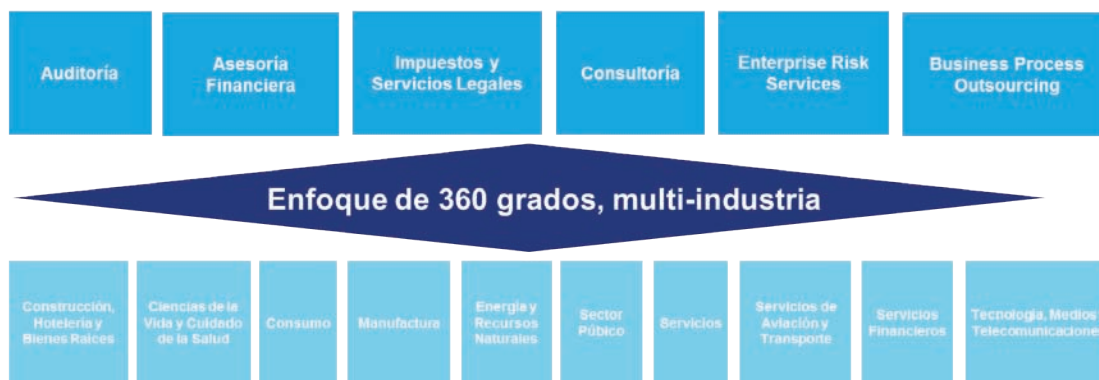 Auditoría
Asesoría
Financiera
Impuestos y
Servicios Legales
Consultoría
Enterprise Risk
Services
Business Process
Outsourcing
Enfoque de 360 grados, multi-industria
Construcción,
Hotelería y
Bienes Raíces
Ciencias de la
Vida y Cuidado
de la Salud
Consumo
Manufactura
Energía y
Recursos
Naturales
Sector
Púbico
Servicios
Servicios de
Aviación y
Transporte
Servicios
Financieros
Tecnología, Medios
Telecomunicacione